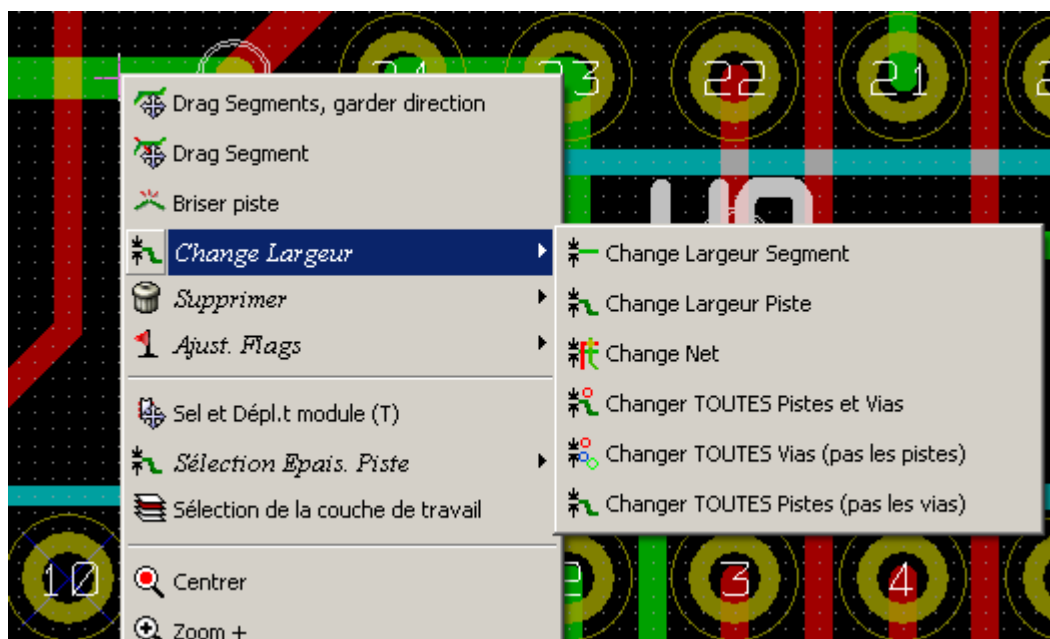 24
23
22
21
Drag Segments, garder direction
Drag Segment
Briser piste
Change Largeur
Supprimer
Ajust. Flags
Sel et Dépl.t module (T)
Sélection Epais. Piste
Sélection de la couche de travail
Centrer
Zoom +
Change Largeur Segment
Change Largeur Piste
Change Net
Changer TOUTES Pistes et Vias
Changer TOUTES Vias (pas les pistes)
Changer TOUTES Pistes (pas les vias)
10
2
3
4